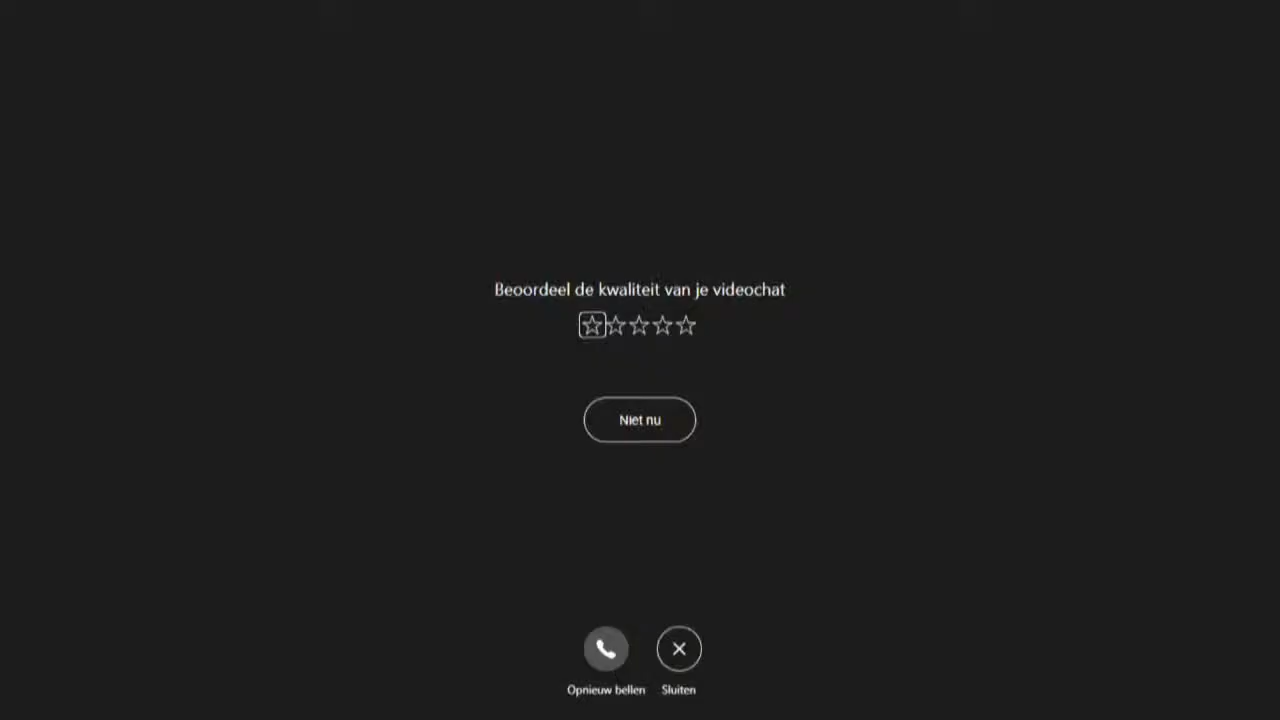 Beoordeel de kwaliteit van je videochat
Niet nu
Opnieuw bellen
Sluiten